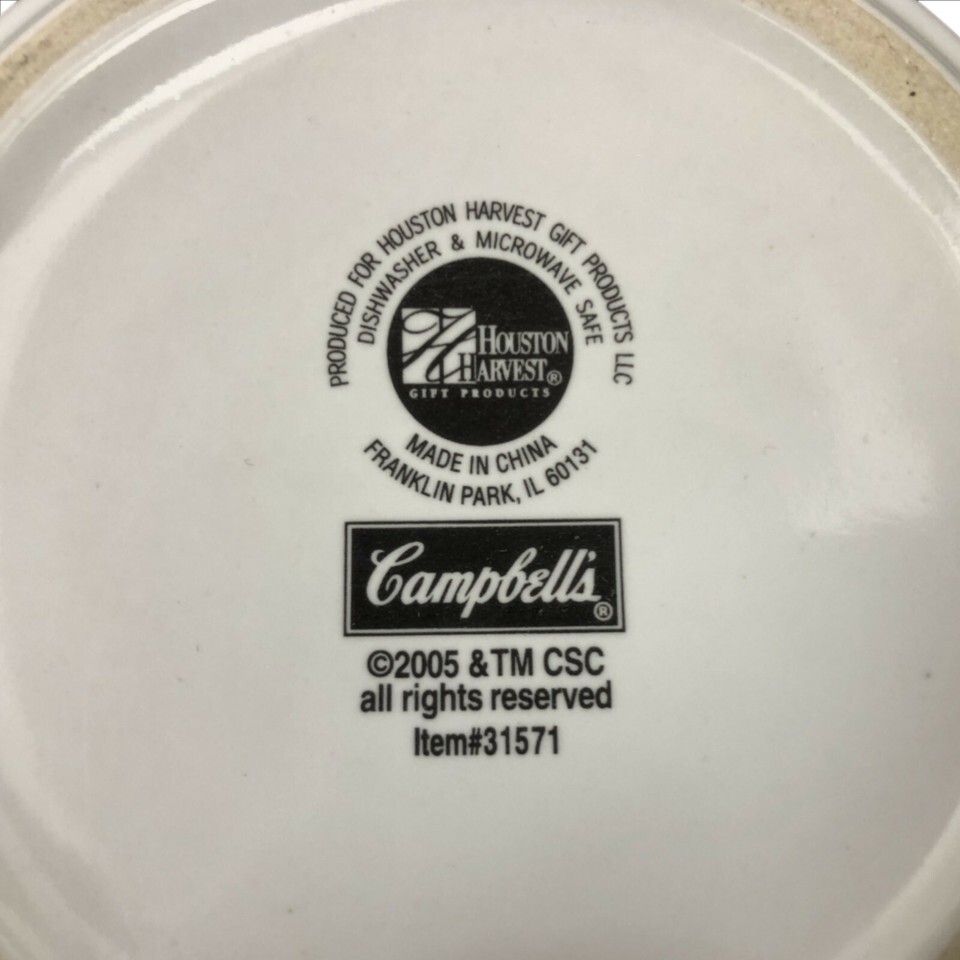 PRODUCED FOR HOUSTON HARVEST GIFT PRODUCTS LLC
DISHWASHER & MICROWAVE SAFE
HOUSTON
HARVEST®
GIFT PRODUCTS
MADE IN CHINA
FRANKLIN PARK, IL 60131
Campbell's®
©2005 &TM CSC
all rights reserved
Item#31571